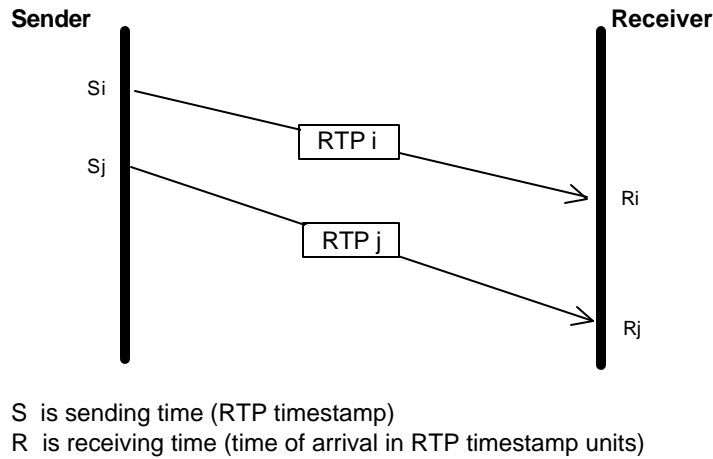 Sender Receiver
Si
RTP i
Sj
Ri
RTP j
Rj
S is sending time (RTP timestamp)
R is receiving time (time of arrival in RTP timestamp units)